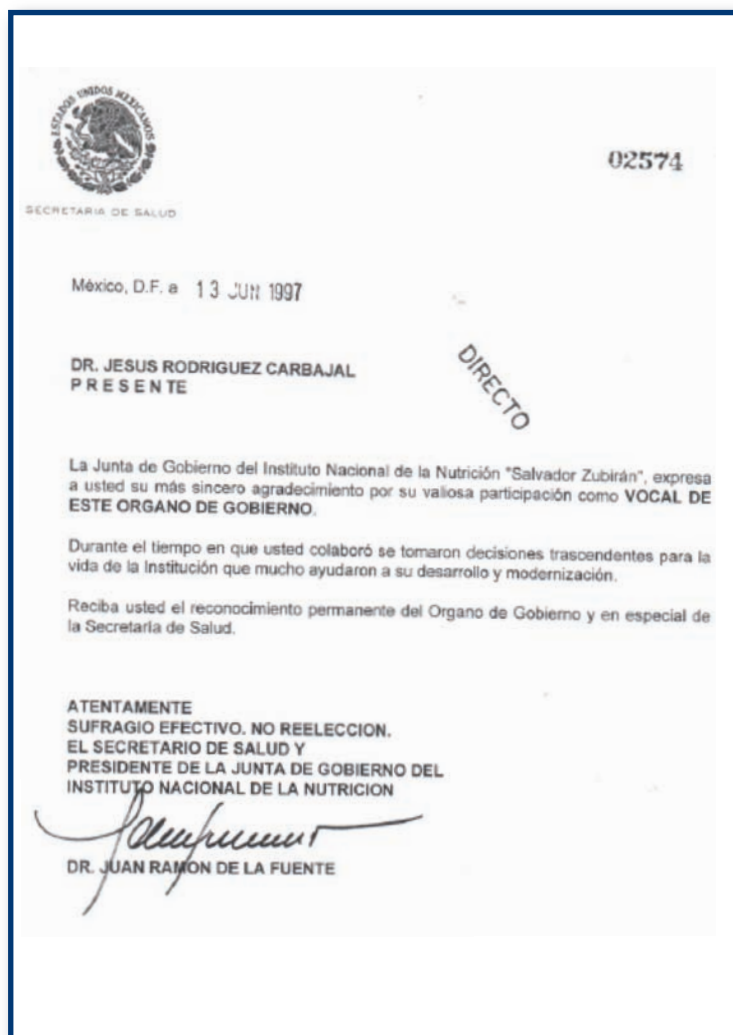 ESTADOS UNIDOS MEXICANOS
SECRETARIA DE SALUD
02574
México, D.F. a 13 JUN 1997
DR. JESUS RODRIGUEZ CARBAJAL
P R E S E N T E
DIRECTO
La Junta de Gobierno del Instituto Nacional de la Nutrición "Salvador Zubirán", expresa
a usted su más sincero agradecimiento por su valiosa participación como VOCAL DE
ESTE ORGANO DE GOBIERNO.
Durante el tiempo en que usted colaboró se tomaron decisiones trascendentes para la
vida de la Institución que mucho ayudaron a su desarrollo y modernización.
Reciba usted el reconocimiento permanente del Organo de Gobierno y en especial de
la Secretaría de Salud.
ATENTAMENTE
SUFRAGIO EFECTIVO. NO REELECCION.
EL SECRETARIO DE SALUD Y
PRESIDENTE DE LA JUNTA DE GOBIERNO DEL
INSTITUTO NACIONAL DE LA NUTRICION
DR. JUAN RAMON DE LA FUENTE